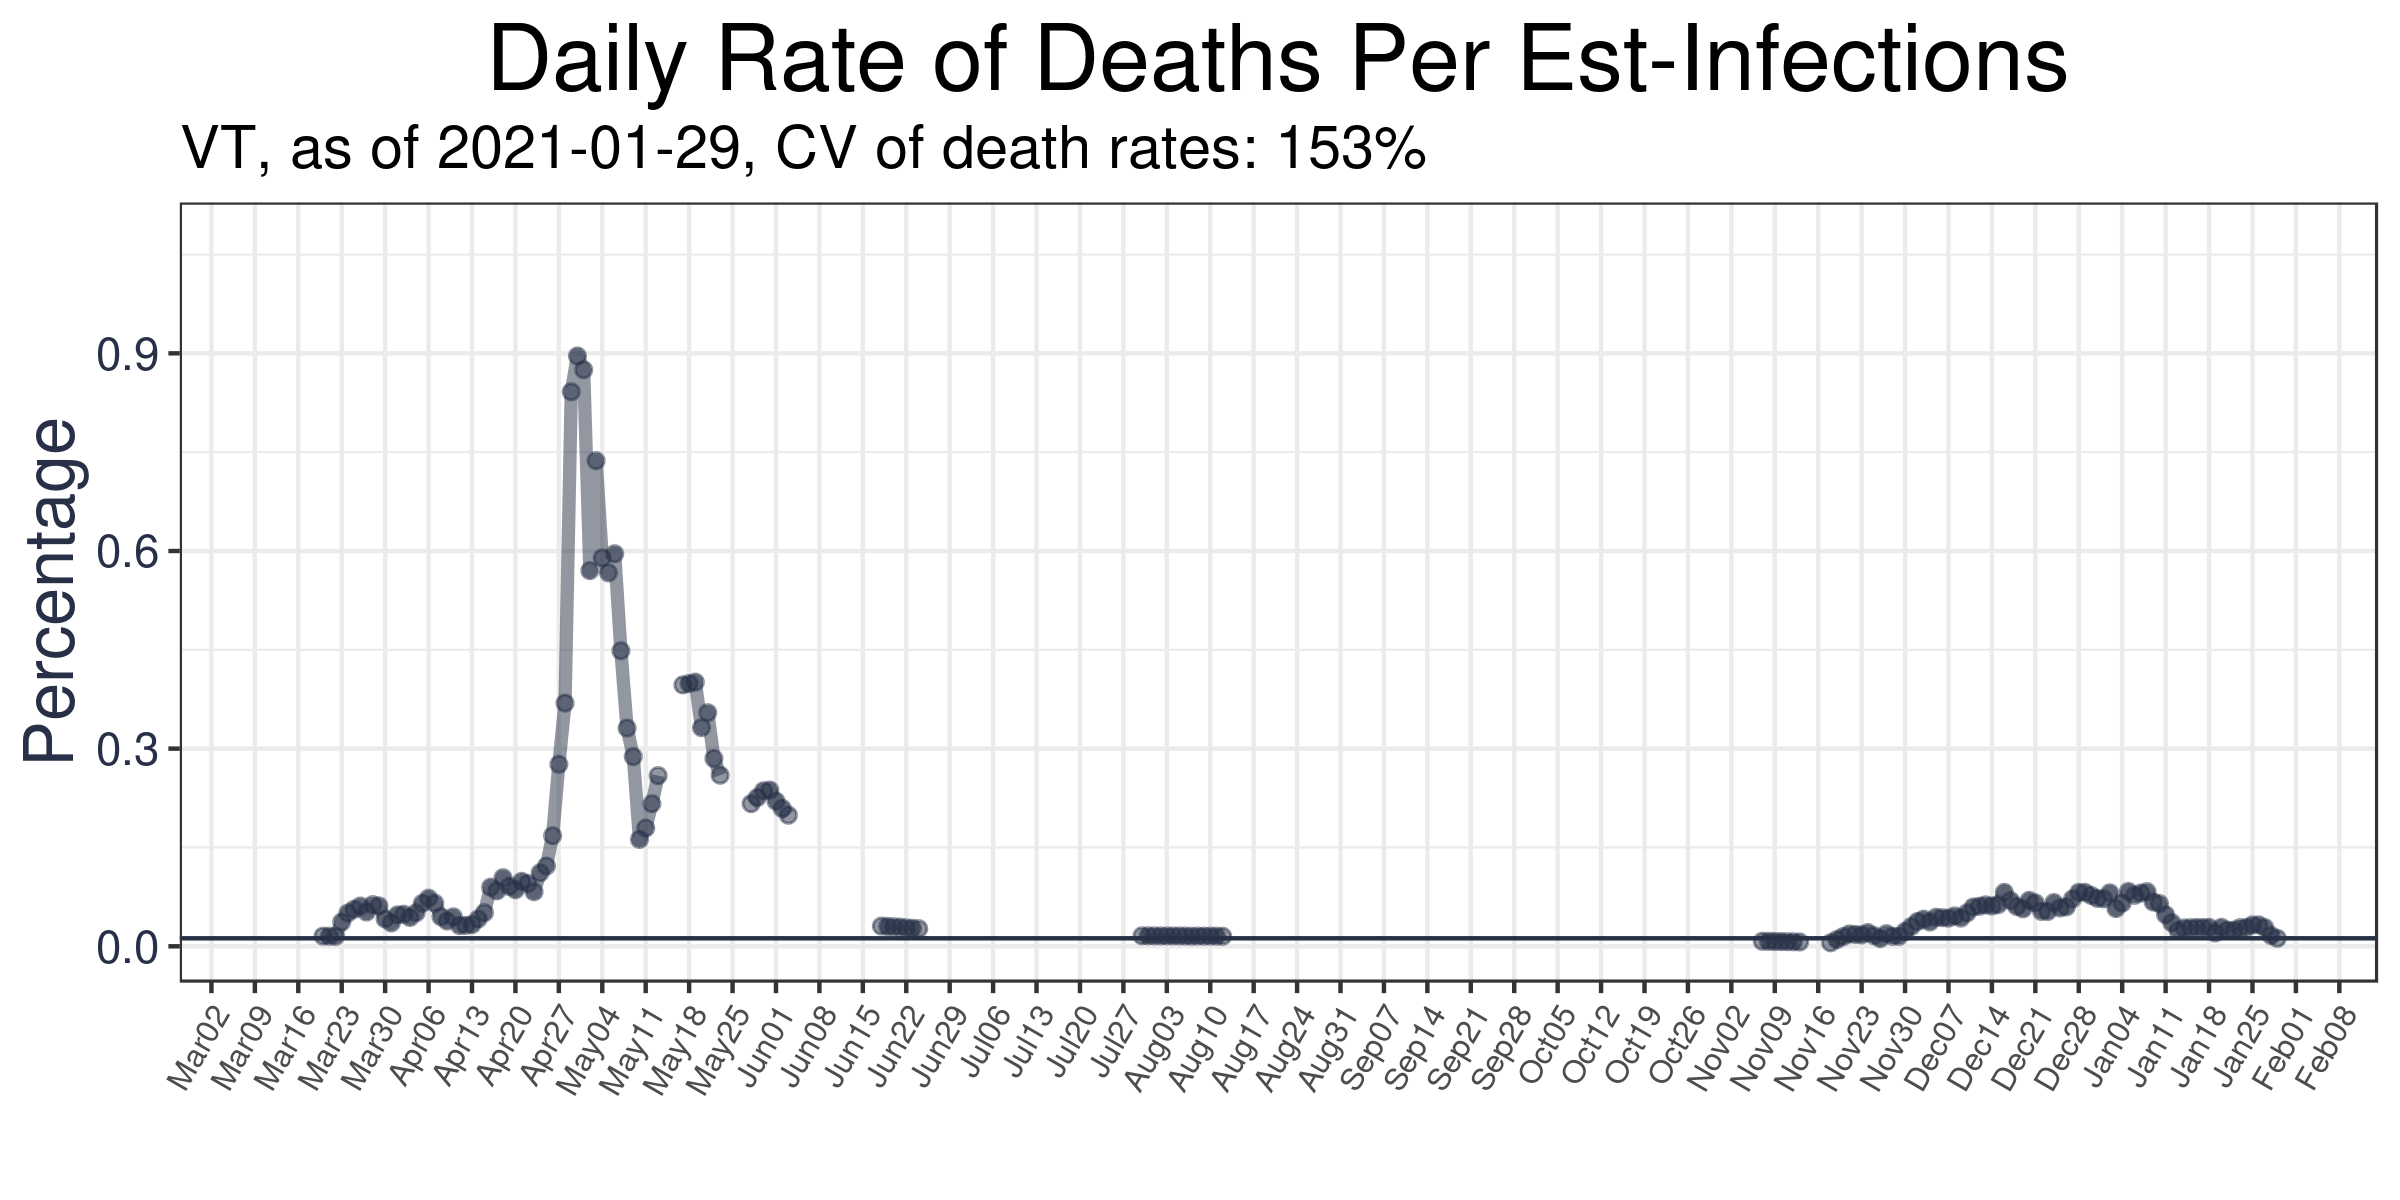 Daily Rate of Deaths Per Est-Infections
VT, as of 2021-01-29, CV of death rates: 153%
Percentage
0.9
0.6
0.3
0.0
Mar02
Mar09
Mar16
Mar23
Mar30
Apr06
Apr13
Apr20
Apr27
May04
May11
May18
May25
Jun01
Jun08
Jun15
Jun22
Jun29
Jul06
Jul13
Jul20
Jul27
Aug03
Aug10
Aug17
Aug24
Aug31
Sep07
Sep14
Sep21
Sep28
Oct05
Oct12
Oct19
Oct26
Nov02
Nov09
Nov16
Nov23
Nov30
Dec07
Dec14
Dec21
Dec28
Jan04
Jan11
Jan18
Jan25
Feb01
Feb08